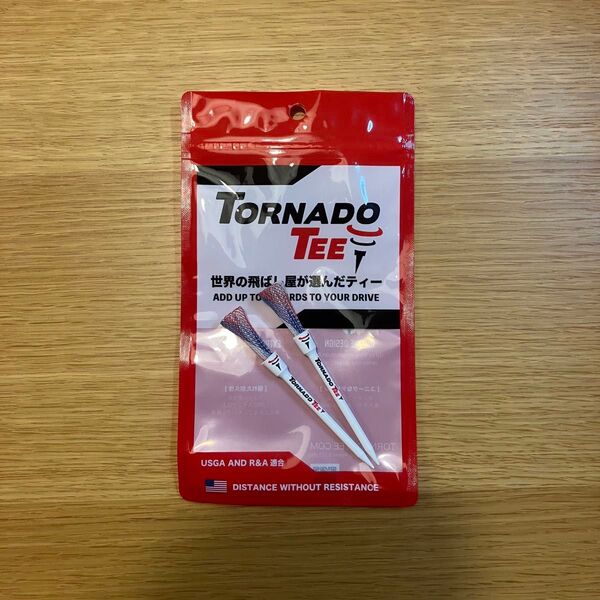 TORNADO
TEE
世界の飛ばし屋が選んだティー
ADD UP TO YARDS TO YOUR DRIVE
TORNADO TEE
TORNADO TEE
USGA AND R&A 適合
DISTANCE WITHOUT RESISTANCE